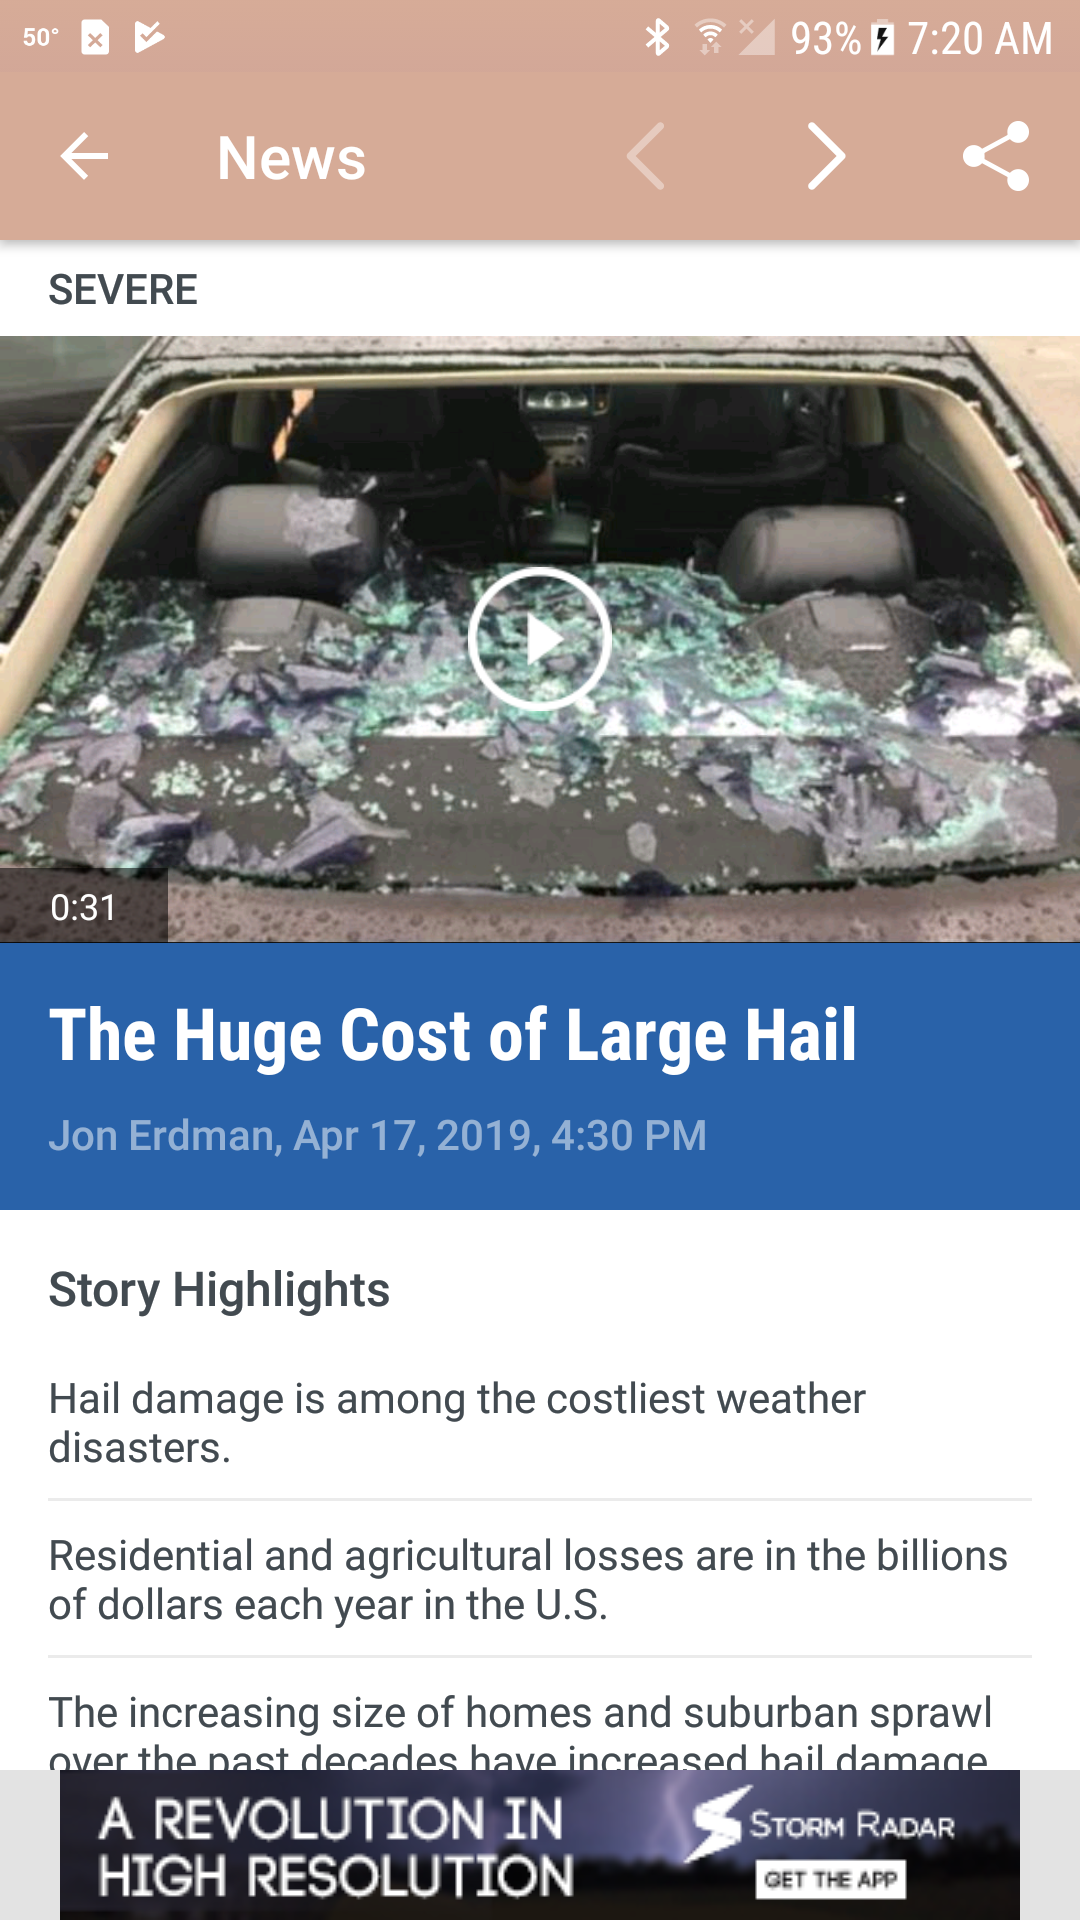 50°
93%
7:20 AM
News
SEVERE
0:31
The Huge Cost of Large Hail
Jon Erdman, Apr 17, 2019, 4:30 PM
Story Highlights
Hail damage is among the costliest weather
disasters.
Residential and agricultural losses are in the billions
of dollars each year in the U.S.
The increasing size of homes and suburban sprawl
over the past decades have increased hail damage
A REVOLUTION IN
HIGH RESOLUTION
STORM RADAR
GET THE APP